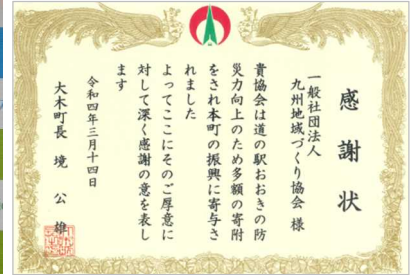 感謝状
一般社団法人
九州地域づくり協会 様
貴協会は道の駅おおきの防
災力向上のため多額の寄附
をされ本町の振興に寄与さ
れました
よってここにそのご厚意に
対して深く感謝の意を表し
ます
令和四年三月十四日
大木町長 境 公雄